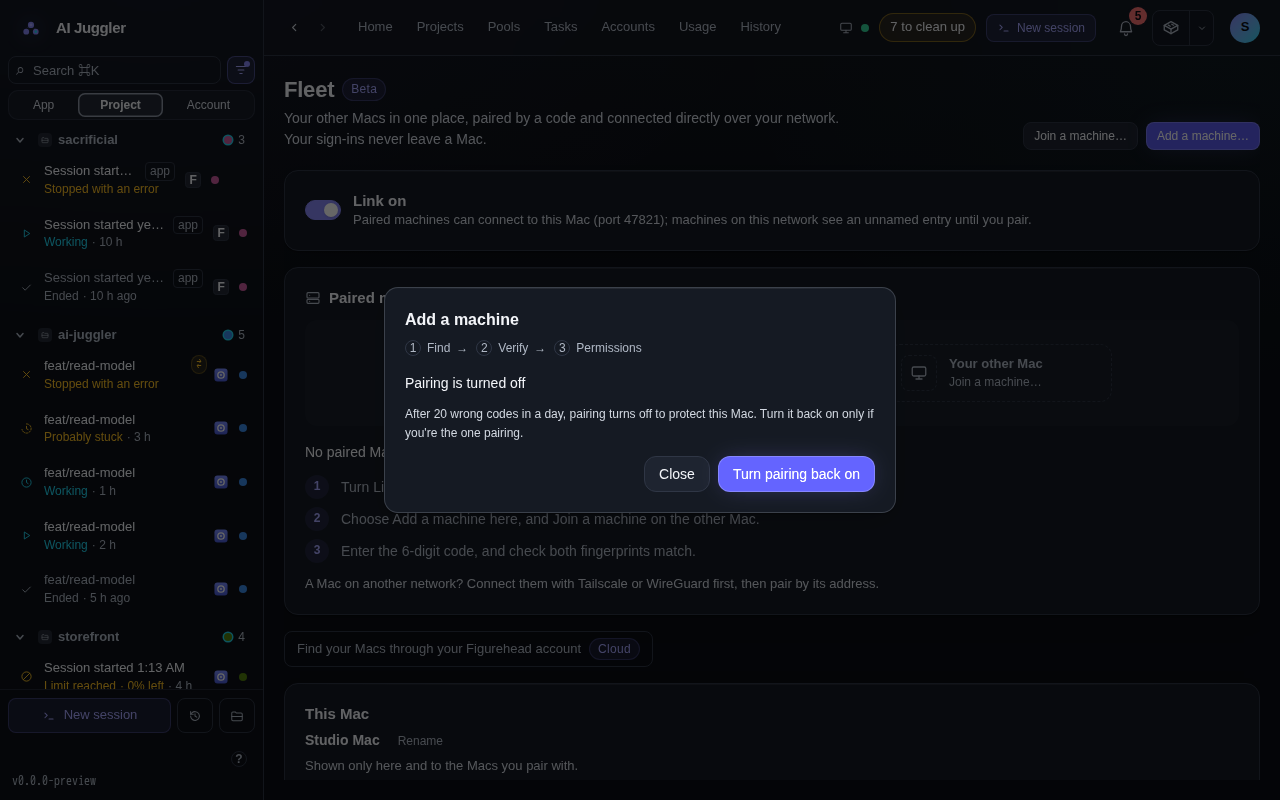 AI Juggler
Search ⌘K
App
Project
Account
sacrificial
3
Session start…
app
F
Stopped with an error
Session started ye…
app
F
Working · 10 h
Session started ye…
app
F
Ended · 10 h ago
ai-juggler
5
feat/read-model
Stopped with an error
feat/read-model
Probably stuck · 3 h
feat/read-model
Working · 1 h
feat/read-model
Working · 2 h
feat/read-model
Ended · 5 h ago
storefront
4
Session started 1:13 AM
Limit reached · 0% left · 4 h
New session
?
v0.0.0-preview
Home
Projects
Pools
Tasks
Accounts
Usage
History
7 to clean up
New session
5
S
Fleet
Beta
Your other Macs in one place, paired by a code and connected directly over your network.
Your sign-ins never leave a Mac.
Join a machine…
Add a machine…
Link on
Paired machines can connect to this Mac (port 47821); machines on this network see an unnamed entry until you pair.
Paired m
Your other Mac
Join a machine…
Add a machine
1 Find → 2 Verify → 3 Permissions
Pairing is turned off
After 20 wrong codes in a day, pairing turns off to protect this Mac. Turn it back on only if
you're the one pairing.
Close
Turn pairing back on
No paired Ma
1 Turn Li
2 Choose Add a machine here, and Join a machine on the other Mac.
3 Enter the 6-digit code, and check both fingerprints match.
A Mac on another network? Connect them with Tailscale or WireGuard first, then pair by its address.
Find your Macs through your Figurehead account
Cloud
This Mac
Studio Mac
Rename
Shown only here and to the Macs you pair with.